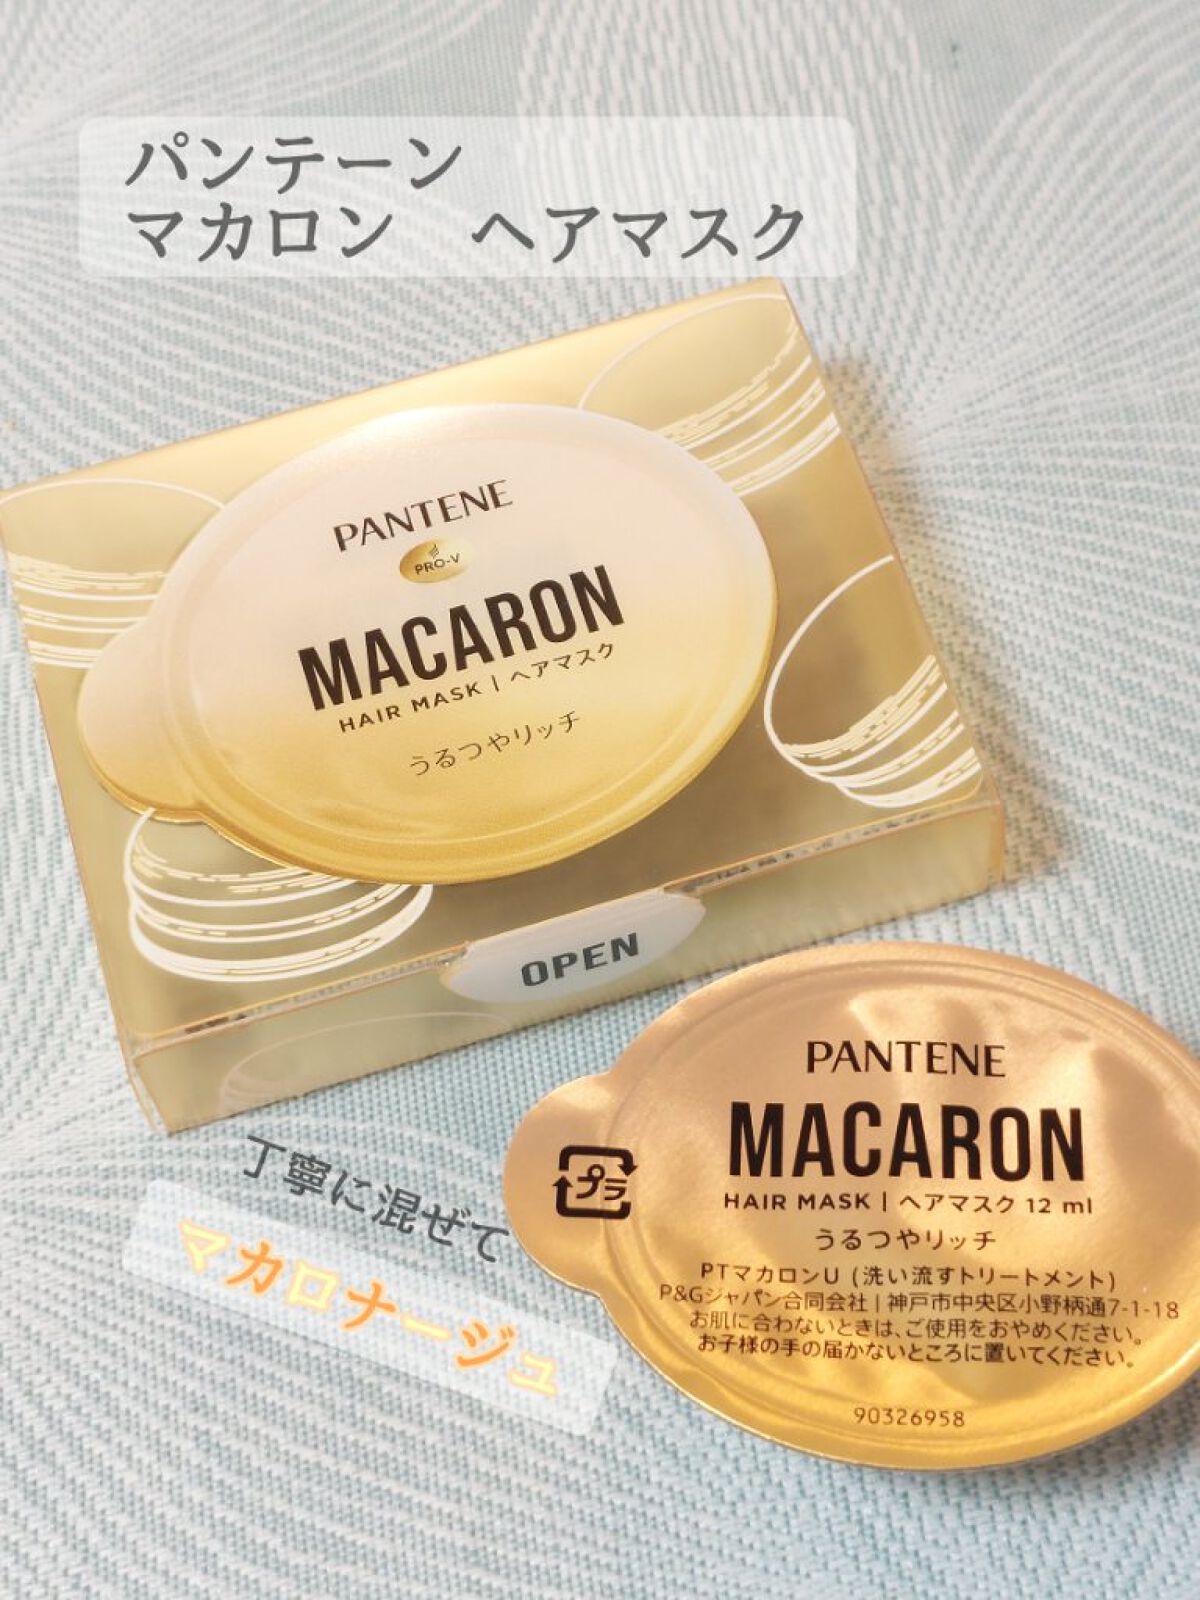 パンテーン
マカロン　ヘアマスク
PANTENE
PRO-V
MACARON
HAIR MASK | ヘアマスク
うるつやリッチ
OPEN
丁寧に混ぜて
マカロナージュ
PANTENE
MACARON
HAIR MASK | ヘアマスク 12 ml
うるつやリッチ
プラ
PTマカロンU (洗い流すトリートメント)
P&Gジャパン合同会社 | 神戸市中央区小野柄通7-1-18
お肌に合わないときは、ご使用をおやめください。
お子様の手の届かないところに置いてください。
90326958